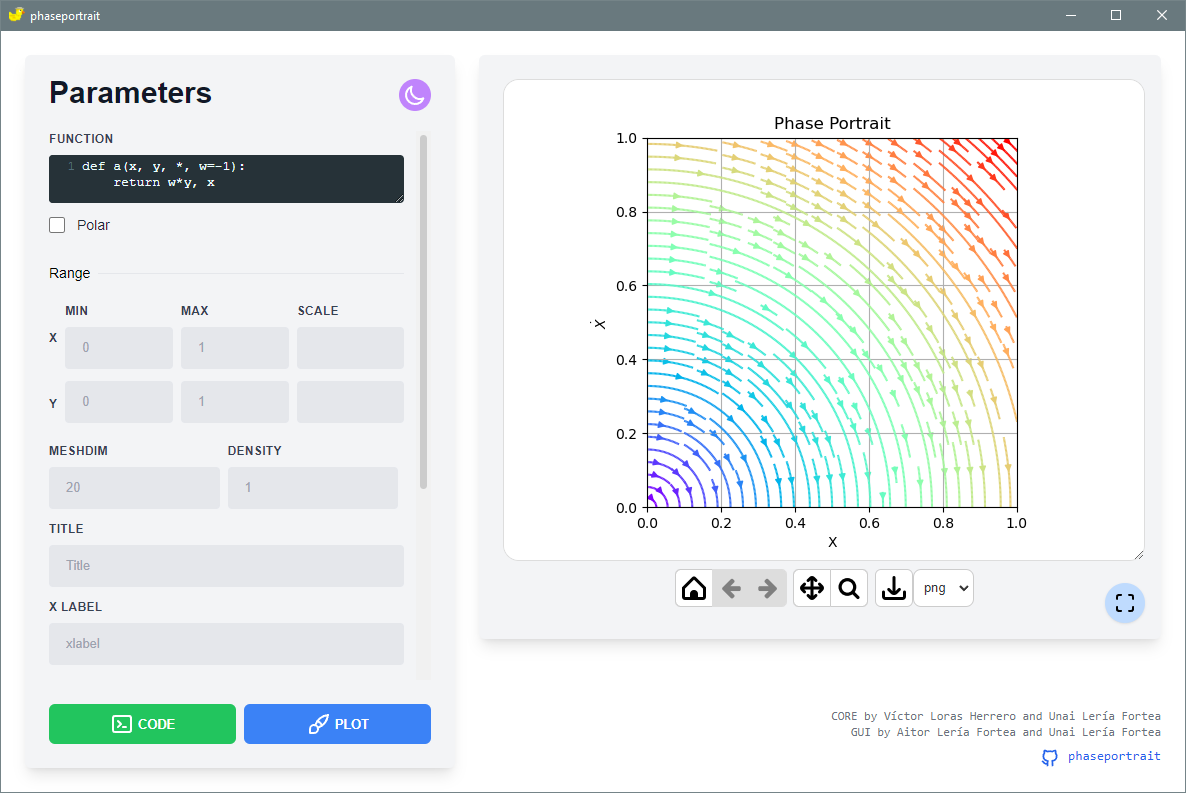 phaseportrait
Parameters
FUNCTION
1 def a(x, y, *, w=-1):
return w*y, x
Polar
Range
MIN MAX SCALE
X 0 1
Y 0 1
MESHDIM DENSITY
20 1
TITLE
Title
X LABEL
xlabel
CODE PLOT
Phase Portrait
1.0
0.8
0.6
0.4
0.2
0.0
Ẋ
0.0 0.2 0.4 0.6 0.8 1.0
X
png
CORE by Víctor Loras Herrero and Unai Lería Fortea
GUI by Aitor Lería Fortea and Unai Lería Fortea
phaseportrait